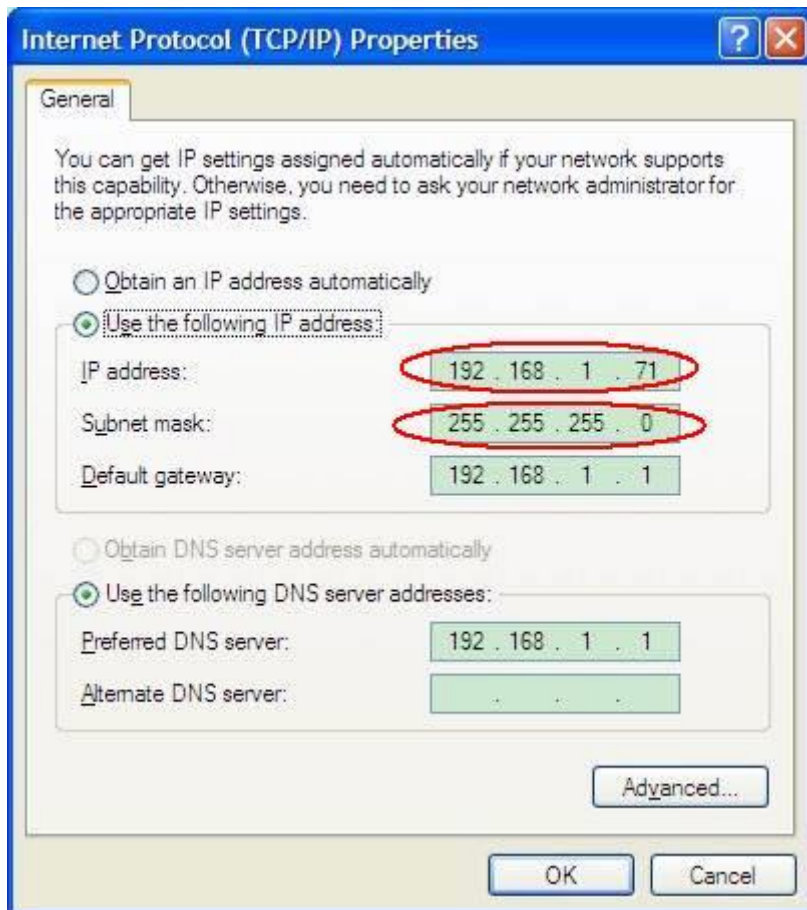 Internet Protocol (TCP/IP) Properties
General
You can get IP settings assigned automatically if your network supports
this capability. Otherwise, you need to ask your network administrator for
the appropriate IP settings.
Obtain an IP address automatically
Use the following IP address:
IP address: 192 . 168 . 1 . 71
Subnet mask: 255 . 255 . 255 . 0
Default gateway: 192 . 168 . 1 . 1
Obtain DNS server address automatically
Use the following DNS server addresses:
Preferred DNS server: 192 . 168 . 1 . 1
Alternate DNS server: . . .
Advanced...
OK Cancel